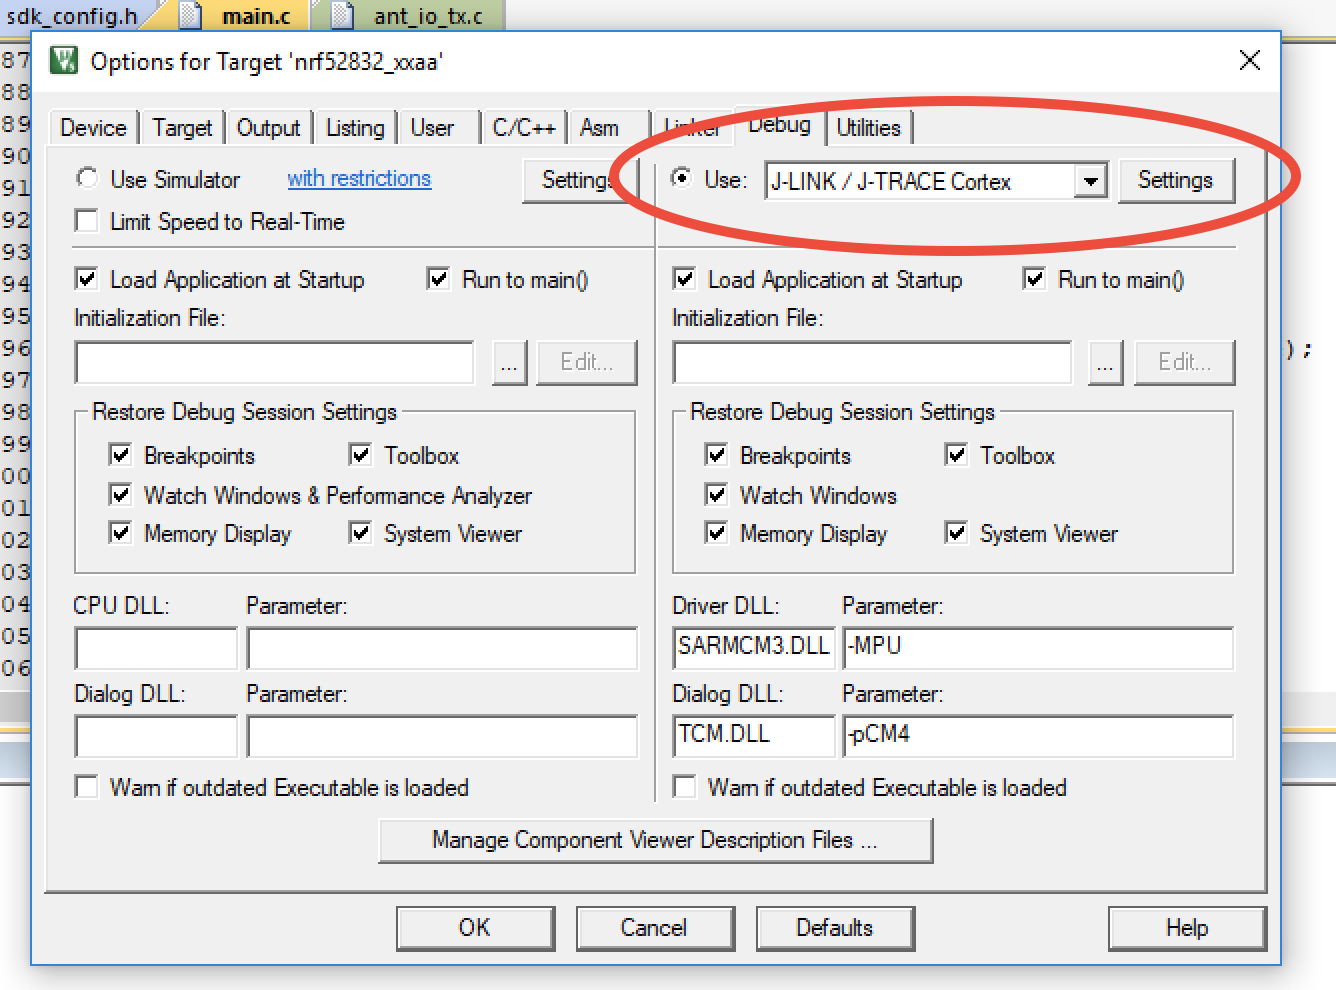 sdk_config.h main.c ant_io_tx.c
Options for Target 'nrf52832_xxaa'
Device Target Output Listing User C/C++ Asm Linker Debug Utilities
Use Simulator with restrictions Settings Use: J-LINK / J-TRACE Cortex Settings
Limit Speed to Real-Time
Load Application at Startup Run to main() Load Application at Startup Run to main()
Initialization File: Initialization File:
... Edit... ... Edit...
Restore Debug Session Settings Restore Debug Session Settings
Breakpoints Toolbox Breakpoints Toolbox
Watch Windows & Performance Analyzer Watch Windows
Memory Display System Viewer Memory Display System Viewer
CPU DLL: Parameter: Driver DLL: Parameter:
SARMCM3.DLL -MPU
Dialog DLL: Parameter: Dialog DLL: Parameter:
TCM.DLL -pCM4
Warn if outdated Executable is loaded Warn if outdated Executable is loaded
Manage Component Viewer Description Files ...
OK Cancel Defaults Help
87
88
89
90
91
92
93
94
95
96 );
97
98
99
00
01
02
03
04
05
06